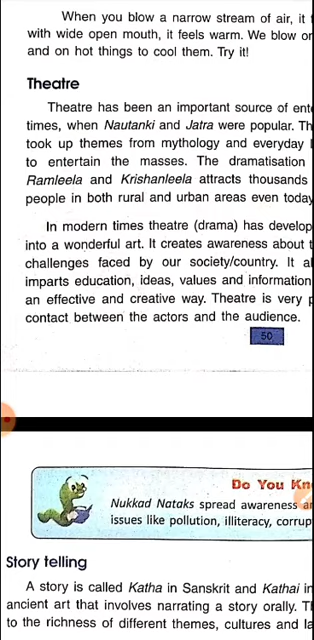 When you blow a narrow stream of air, it
with wide open mouth, it feels warm. We blow
and on hot things to cool them. Try it!
Theatre
Theatre has been an important source of
times, when Nautanki and Jatra were popular.
took up themes from mythology and everyday
to entertain the masses. The dramatisation
Ramleela and Krishanleela attracts thousands
people in both rural and urban areas even today
In modern times theatre (drama) has
into a wonderful art. It creates awareness about
challenges faced by our society/country. It
imparts education, ideas, values and information
an effective and creative way. Theatre is very
contact between the actors and the audience.
50
Do You
Nukkad Nataks spread awareness
issues like pollution, illiteracy,
Story telling
A story is called Katha in Sanskrit and Kathai in
ancient art that involves narrating a story orally.
to the richness of different themes, cultures and